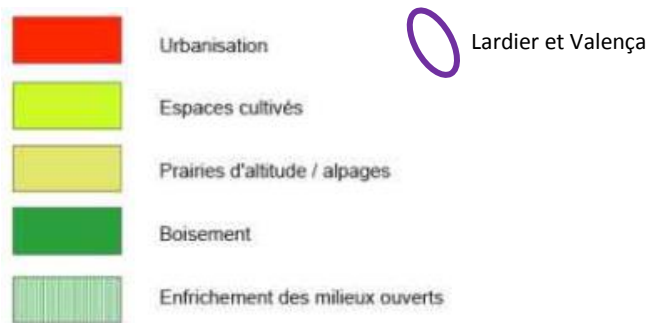 Urbanisation
Lardier et Valença
Espaces cultivés
Prairies d'altitude / alpages
Boisement
Enfrichement des milieux ouverts